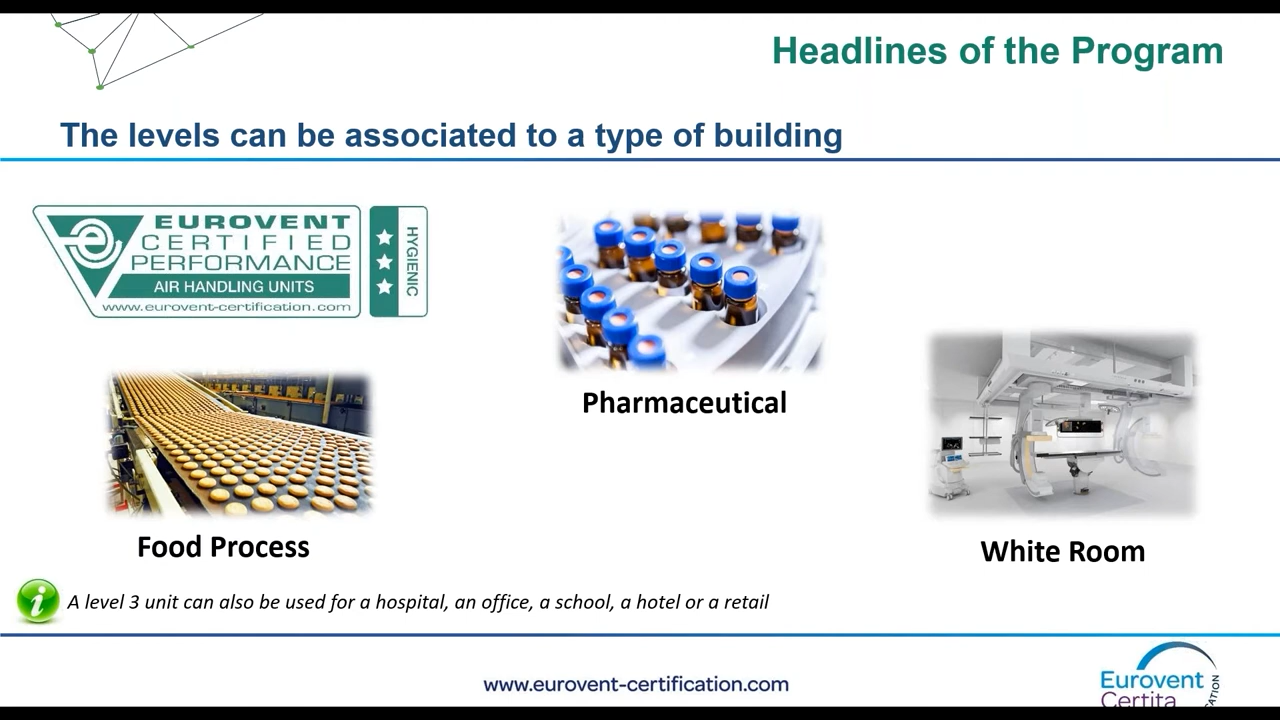 Headlines of the Program
The levels can be associated to a type of building
EUROVENT
CERTIFIED
PERFORMANCE
AIR HANDLING UNITS
www.eurovent-certification.com
HYGIENIC
Pharmaceutical
Food Process
White Room
A level 3 unit can also be used for a hospital, an office, a school, a hotel or a retail
www.eurovent-certification.com
Eurovent
Certita